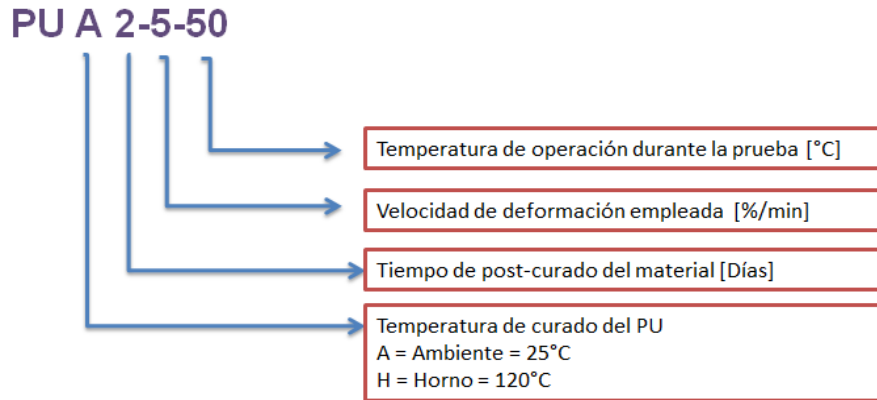 PU A 2-5-50
Temperatura de operación durante la prueba [°C]
Velocidad de deformación empleada [%/min]
Tiempo de post-curado del material [Días]
Temperatura de curado del PU
A = Ambiente = 25°C
H = Horno = 120°C